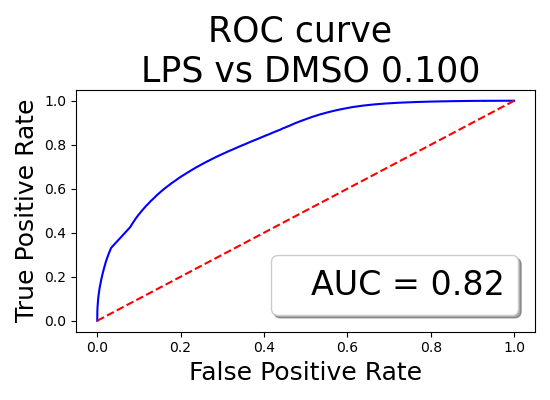 ROC curve
LPS vs DMSO 0.100
True Positive Rate
1.0
0.8
0.6
0.4
0.2
0.0
AUC = 0.82
0.0 0.2 0.4 0.6 0.8 1.0
False Positive Rate